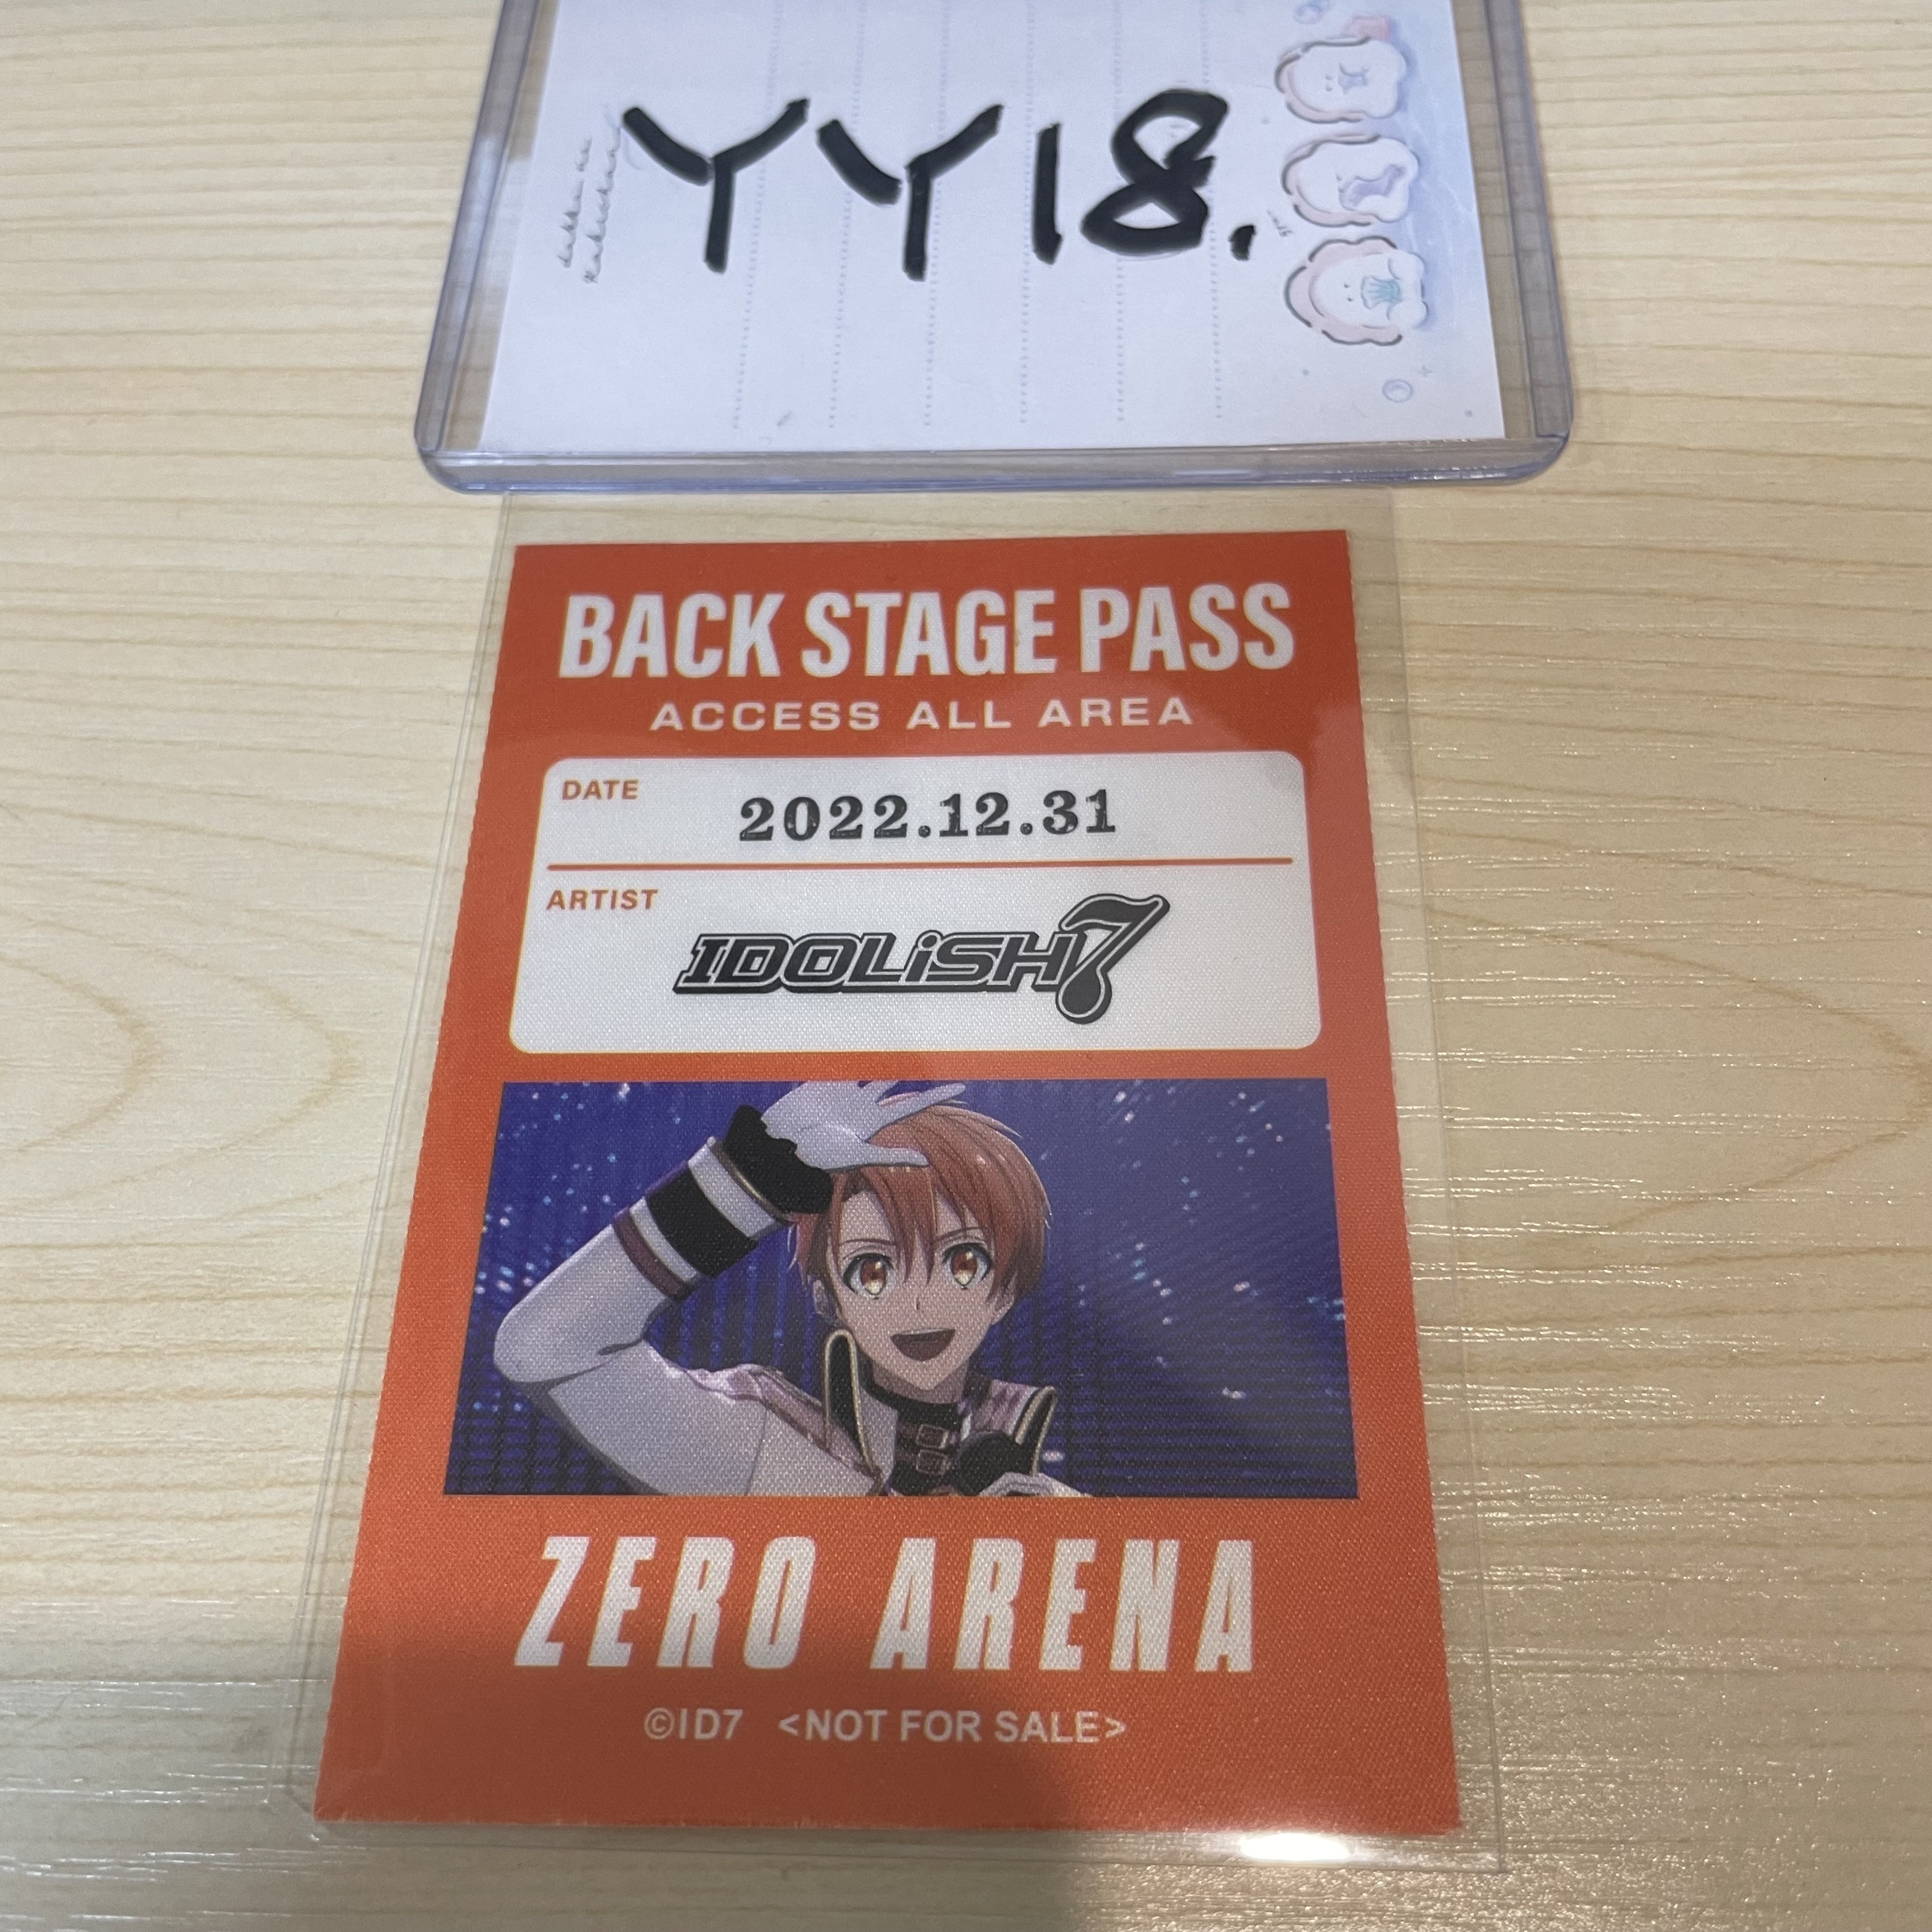 YY18.
BACK STAGE PASS
ACCESS ALL AREA
DATE
2022.12.31
ARTIST
IDOLiSH7
ZERO ARENA
©ID7 <NOT FOR SALE>